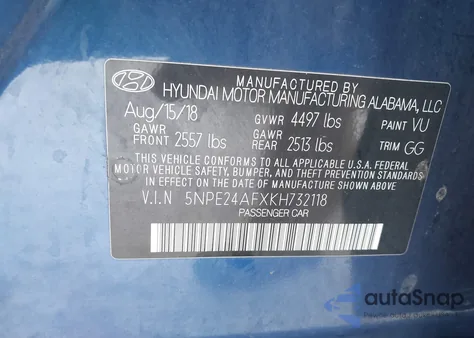 MANUFACTURED BY
HYUNDAI MOTOR MANUFACTURING ALABAMA, LLC
Aug/15/18 GVWR 4497 lbs PAINT VU
GAWR FRONT 2557 lbs GAWR REAR 2513 lbs TRIM GG
THIS VEHICLE CONFORMS TO ALL APPLICABLE U.S.A. FEDERAL
MOTOR VEHICLE SAFETY, BUMPER, AND THEFT PREVENTION
STANDARDS IN EFFECT ON THE DATE OF MANUFACTURE SHOWN ABOVE.
V.I.N 5NPE24AFXKH732118
PASSENGER CAR
autoSnap